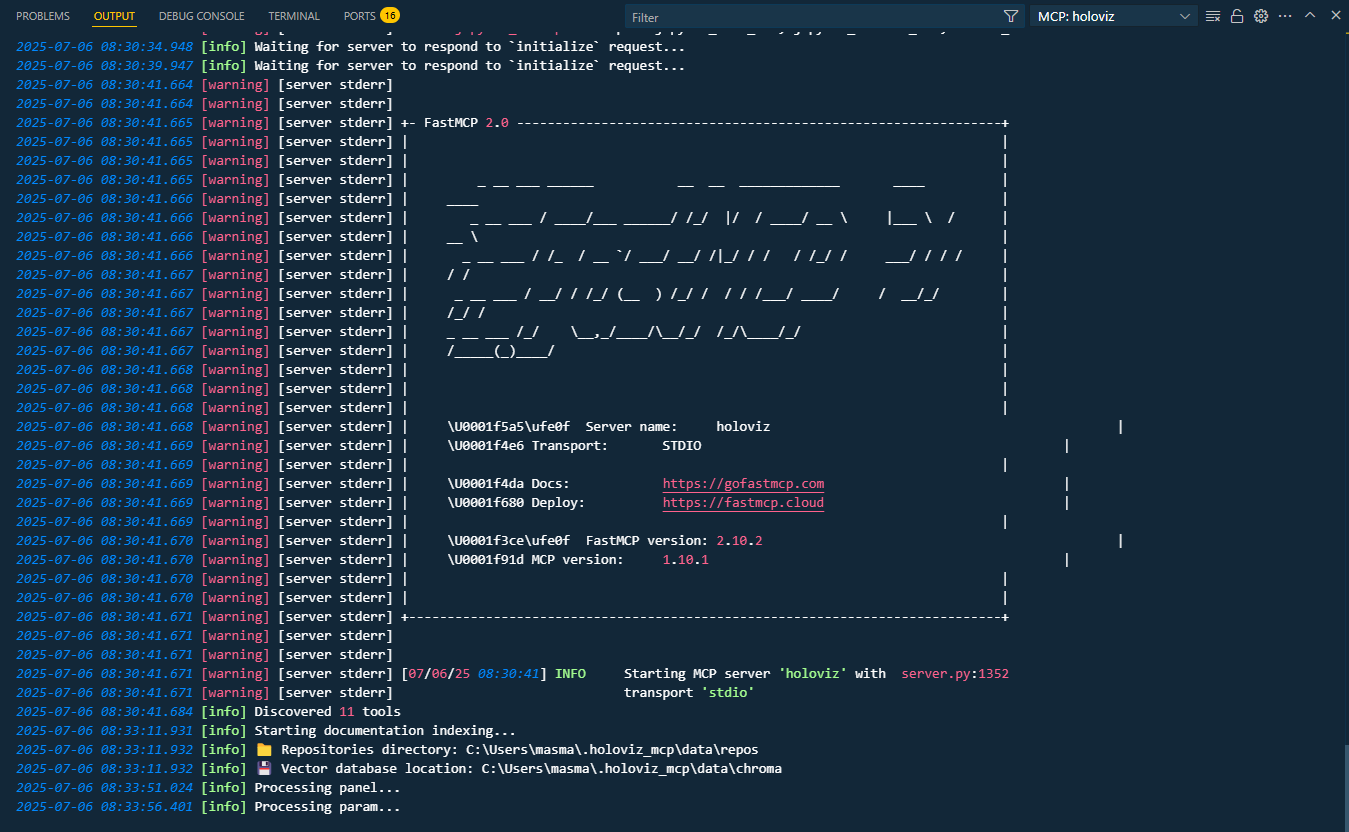 PROBLEMS OUTPUT DEBUG CONSOLE TERMINAL PORTS 16 Filter MCP: holoviz
2025-07-06 08:30:34.948 [info] Waiting for server to respond to `initialize` request...
2025-07-06 08:30:39.947 [info] Waiting for server to respond to `initialize` request...
2025-07-06 08:30:41.664 [warning] [server stderr]
2025-07-06 08:30:41.664 [warning] [server stderr]
2025-07-06 08:30:41.665 [warning] [server stderr] +- FastMCP 2.0 ---------------------------------------------------------------+
2025-07-06 08:30:41.665 [warning] [server stderr] |                                                                             |
2025-07-06 08:30:41.665 [warning] [server stderr] |                                                                             |
2025-07-06 08:30:41.665 [warning] [server stderr] |         _ __ ___ ______           __  __  _____________       ____          |
2025-07-06 08:30:41.666 [warning] [server stderr] |     ____                                                                    |
2025-07-06 08:30:41.666 [warning] [server stderr] |        _ __ ___ / ____/___ ______/ /_/  |/  / ____/ __ \     |___ \  /      |
2025-07-06 08:30:41.666 [warning] [server stderr] |     __ \                                                                    |
2025-07-06 08:30:41.666 [warning] [server stderr] |       _ __ ___ / /_  / __ `/ ___/ __/ /|_/ / /   / /_/ /     ___/ / / /     |
2025-07-06 08:30:41.667 [warning] [server stderr] |     / /                                                                     |
2025-07-06 08:30:41.667 [warning] [server stderr] |      _ __ ___ / __/ / /_/ (__  ) /_/ /  / / /___/ ____/     /  __/_/        |
2025-07-06 08:30:41.667 [warning] [server stderr] |     /_/ /                                                                   |
2025-07-06 08:30:41.667 [warning] [server stderr] |     _ __ ___ /_/    \__,_/____/\__/_/  /_/\____/_/                          |
2025-07-06 08:30:41.667 [warning] [server stderr] |     /_____(_)____/                                                          |
2025-07-06 08:30:41.668 [warning] [server stderr] |                                                                             |
2025-07-06 08:30:41.668 [warning] [server stderr] |                                                                             |
2025-07-06 08:30:41.668 [warning] [server stderr] |                                                                             |
2025-07-06 08:30:41.668 [warning] [server stderr] |     \U0001f5a5\ufe0f  Server name:     holoviz                                             |
2025-07-06 08:30:41.669 [warning] [server stderr] |     \U0001f4e6 Transport:       STDIO                                               |
2025-07-06 08:30:41.669 [warning] [server stderr] |                                                                             |
2025-07-06 08:30:41.669 [warning] [server stderr] |     \U0001f4da Docs:            https://gofastmcp.com                               |
2025-07-06 08:30:41.669 [warning] [server stderr] |     \U0001f680 Deploy:          https://fastmcp.cloud                               |
2025-07-06 08:30:41.669 [warning] [server stderr] |                                                                             |
2025-07-06 08:30:41.670 [warning] [server stderr] |     \U0001f3ce\ufe0f  FastMCP version: 2.10.2                                              |
2025-07-06 08:30:41.670 [warning] [server stderr] |     \U0001f91d MCP version:     1.10.1                                              |
2025-07-06 08:30:41.670 [warning] [server stderr] |                                                                             |
2025-07-06 08:30:41.670 [warning] [server stderr] |                                                                             |
2025-07-06 08:30:41.671 [warning] [server stderr] +-----------------------------------------------------------------------------+
2025-07-06 08:30:41.671 [warning] [server stderr]
2025-07-06 08:30:41.671 [warning] [server stderr]
2025-07-06 08:30:41.671 [warning] [server stderr] [07/06/25 08:30:41] INFO     Starting MCP server 'holoviz' with  server.py:1352
2025-07-06 08:30:41.671 [warning] [server stderr]                              transport 'stdio'
2025-07-06 08:30:41.684 [info] Discovered 11 tools
2025-07-06 08:33:11.931 [info] Starting documentation indexing...
2025-07-06 08:33:11.932 [info] 📁 Repositories directory: C:\Users\masma\.holoviz_mcp\data\repos
2025-07-06 08:33:11.932 [info] 💾 Vector database location: C:\Users\masma\.holoviz_mcp\data\chroma
2025-07-06 08:33:51.024 [info] Processing panel...
2025-07-06 08:33:56.401 [info] Processing param...